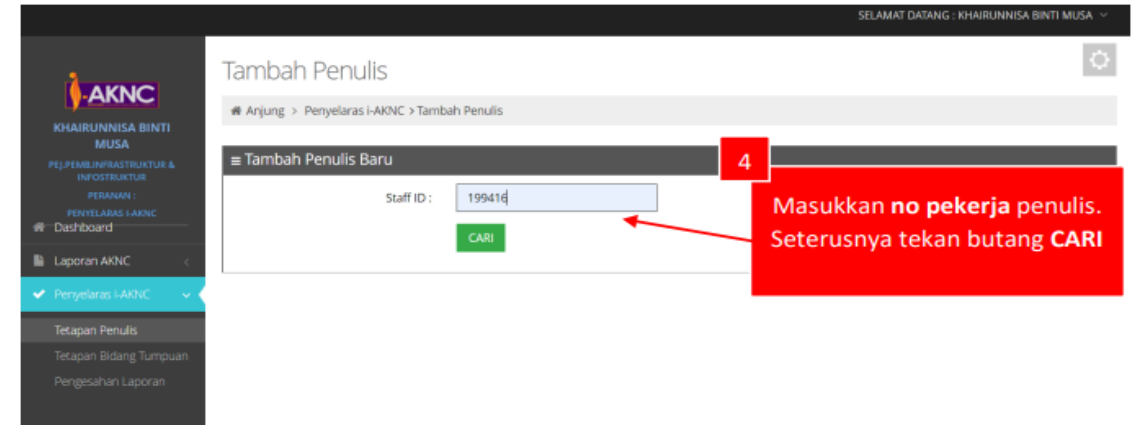 SELAMAT DATANG : KHAIRUNNISA BINTI MUSA
i-AKNC
KHAIRUNNISA BINTI
MUSA
PEJ.PEMB.INFRASTRUKTUR &
INFOSTRUKTUR
PERANAN :
PENYELARAS I-AKNC
Dashboard
Laporan AKNC
Penyelaras I-AKNC
Tetapan Penulis
Tetapan Bidang Tumpuan
Pengesahan Laporan
Tambah Penulis
Anjung > Penyelaras i-AKNC > Tambah Penulis
Tambah Penulis Baru
Staff ID :
199416
CARI
4
Masukkan no pekerja penulis.
Seterusnya tekan butang CARI